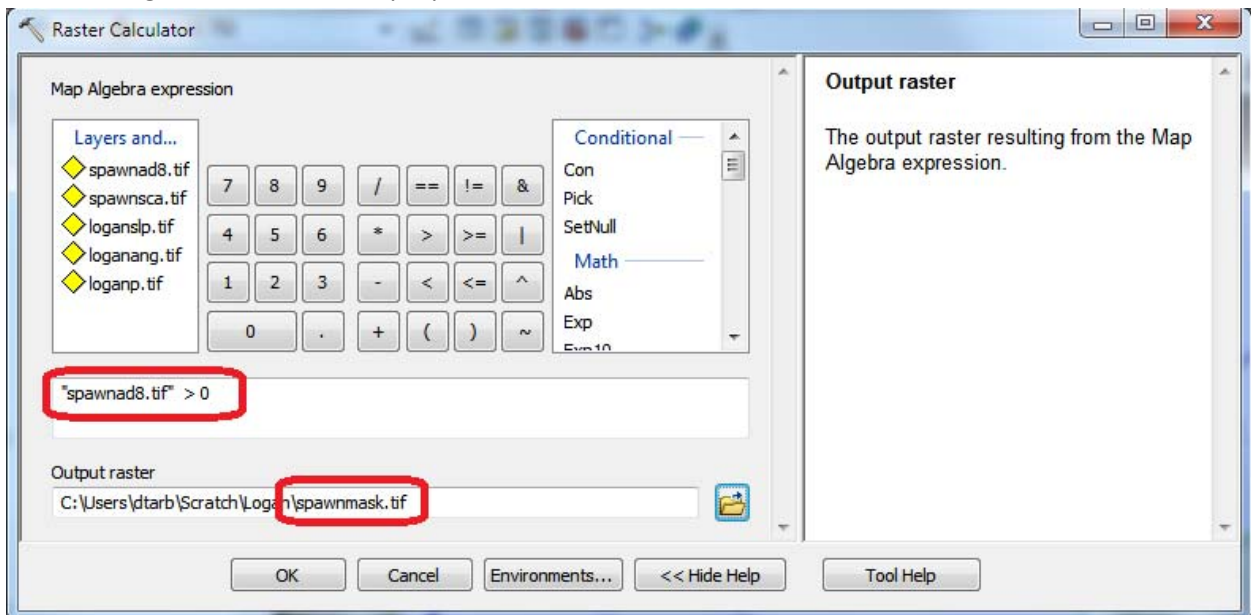 Raster Calculator
Map Algebra expression
Layers and...
spawnad8.tif
spawnsca.tif
loganslp.tif
loganang.tif
loganp.tif
7 8 9 / == != &
4 5 6 * > >= |
1 2 3 - < <= ^
0 . + ( ) ~
Conditional
Con
Pick
SetNull
Math
Abs
Exp
Exp10
"spawnad8.tif" > 0
Output raster
C:\Users\dtarb\Scratch\Logan\spawnmask.tif
OK Cancel Environments... << Hide Help Tool Help
Output raster
The output raster resulting from the Map
Algebra expression.